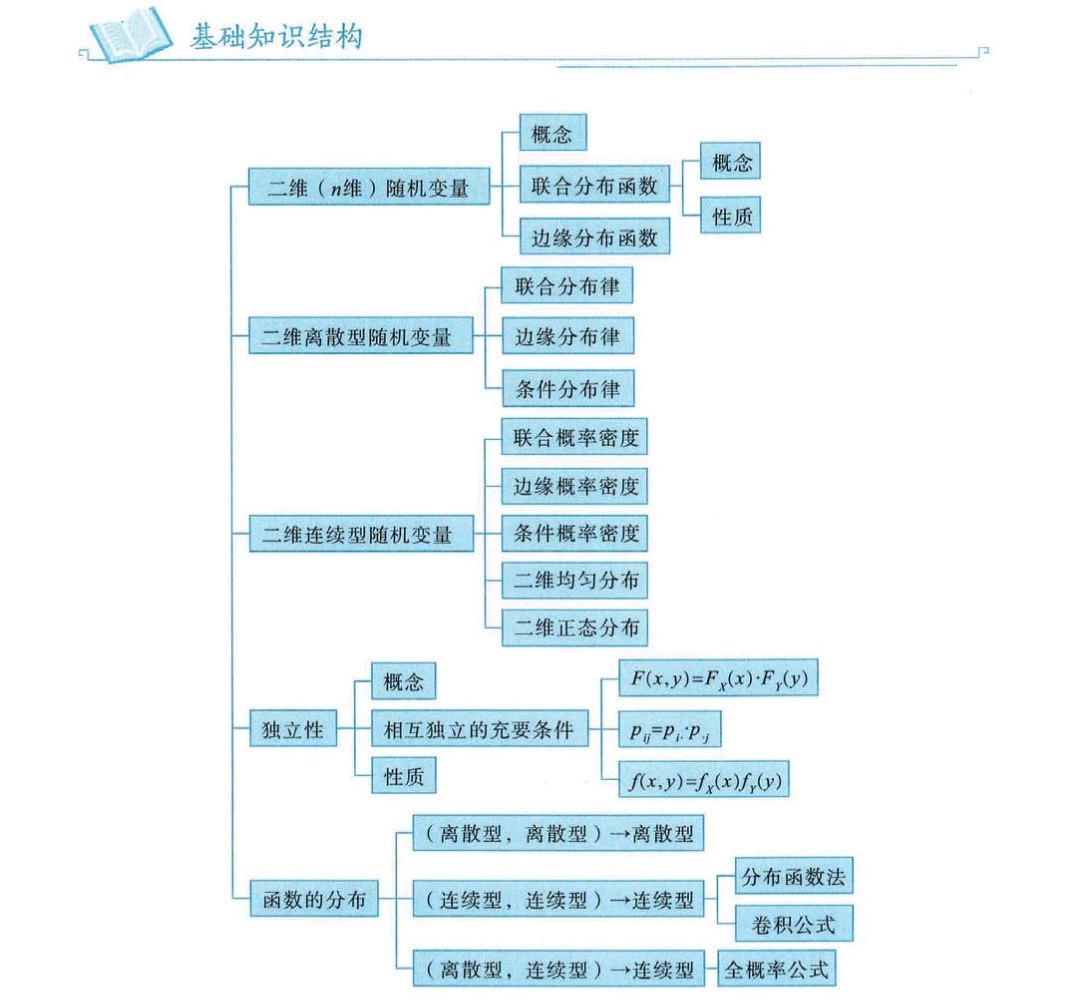 基础知识结构
概念
二维（n维）随机变量
联合分布函数
概念
性质
边缘分布函数
联合分布律
二维离散型随机变量
边缘分布律
条件分布律
联合概率密度
边缘概率密度
二维连续型随机变量
条件概率密度
二维均匀分布
二维正态分布
概念
独立性
相互独立的充要条件
F(x,y)=F_X(x)·F_Y(y)
p_{ij}=p_{i·}·p_{·j}
f(x,y)=f_X(x)f_Y(y)
性质
（离散型，离散型）→离散型
函数的分布
（连续型，连续型）→连续型
分布函数法
卷积公式
（离散型，连续型）→连续型
全概率公式